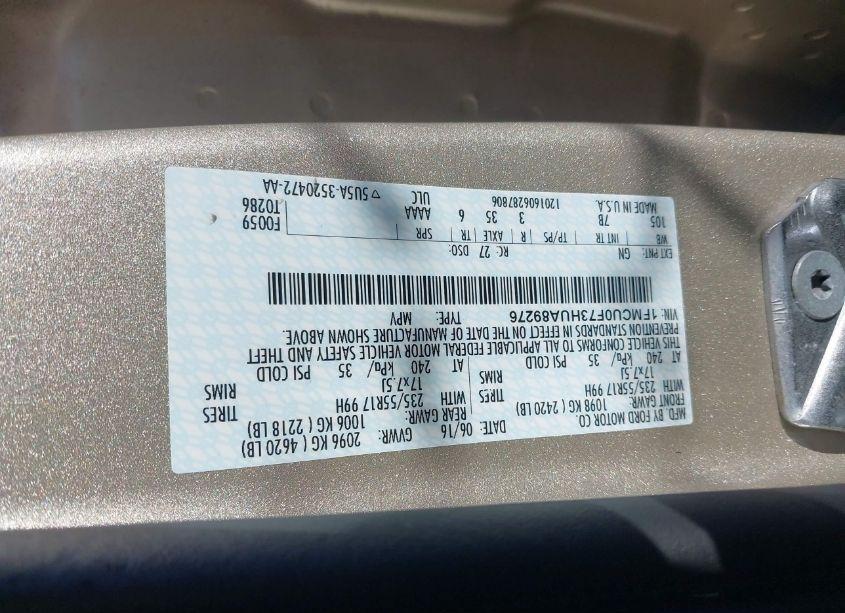 MFD. BY FORD MOTOR CO.
DATE: 06/16 GVWR: 2096 KG ( 4620 LB)
FRONT GAWR: 1098 KG ( 2420 LB) REAR GAWR: 1006 KG ( 2218 LB)
WITH 235/55R17 99H TIRES WITH 235/55R17 99H TIRES
17x7.5J RIMS 17x7.5J RIMS
AT 240 kPa/ 35 PSI COLD AT 240 kPa/ 35 PSI COLD
THIS VEHICLE CONFORMS TO ALL APPLICABLE FEDERAL MOTOR VEHICLE SAFETY AND THEFT
PREVENTION STANDARDS IN EFFECT ON THE DATE OF MANUFACTURE SHOWN ABOVE.
VIN: 1FMCU0F73HUA89276 TYPE: MPV
EXT PNT: GN RC: 27 DSO:
WB INT TR TP/PS R AXLE TR SPR
105 7B 3 35 6 AAAA F0059
T0286
MADE IN U.S.A. 120160628780​6 ULC ▽ 5U5A-3520472-AA